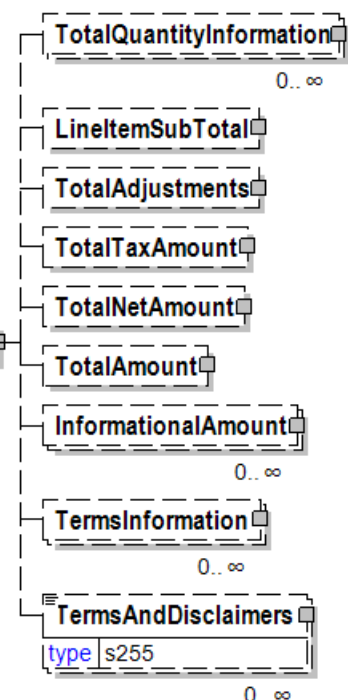 TotalQuantityInformation
0.. ∞
LineItemSubTotal
TotalAdjustments
TotalTaxAmount
TotalNetAmount
TotalAmount
InformationalAmount
0.. ∞
TermsInformation
0.. ∞
TermsAndDisclaimers
type s255
0.. ∞